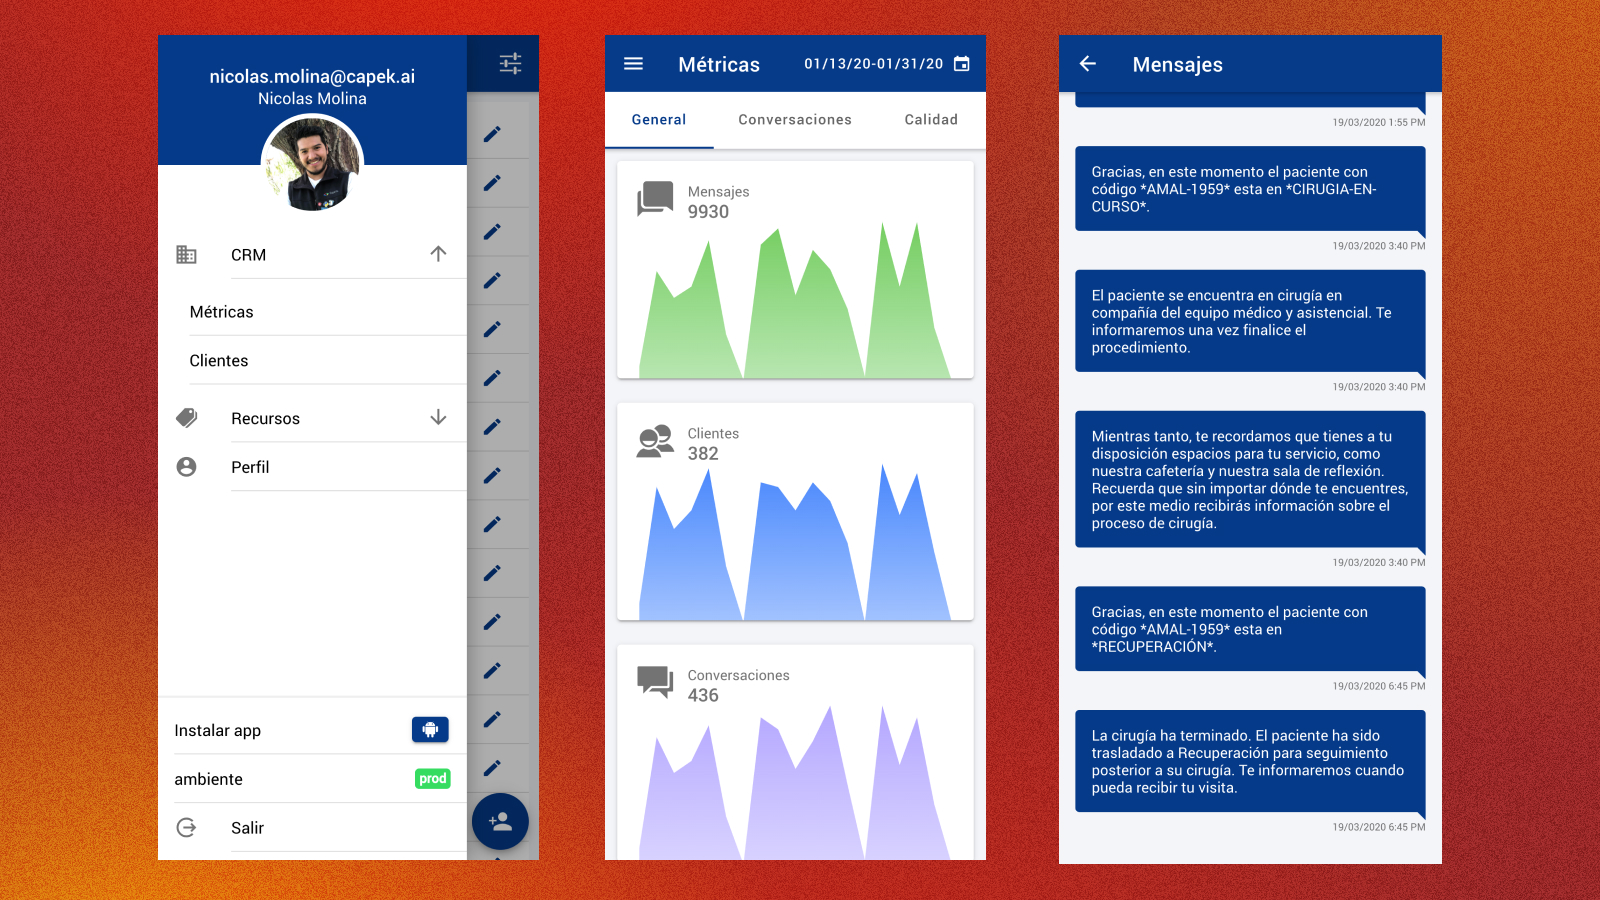 nicolas.molina@capek.ai
Nicolas Molina
CRM
Métricas
Clientes
Recursos
Perfil
Instalar app
ambiente
prod
Salir
Métricas
01/13/20-01/31/20
General
Conversaciones
Calidad
Mensajes
9930
Clientes
382
Conversaciones
436
Mensajes
19/03/2020 1:55 PM
Gracias, en este momento el paciente con
código *AMAL-1959* esta en *CIRUGIA-EN-
CURSO*.
19/03/2020 3:40 PM
El paciente se encuentra en cirugía en
compañía del equipo médico y asistencial. Te
informaremos una vez finalice el
procedimiento.
19/03/2020 3:40 PM
Mientras tanto, te recordamos que tienes a tu
disposición espacios para tu servicio, como
nuestra cafetería y nuestra sala de reflexión.
Recuerda que sin importar dónde te encuentres,
por este medio recibirás información sobre el
proceso de cirugía.
19/03/2020 3:40 PM
Gracias, en este momento el paciente con
código *AMAL-1959* esta en
*RECUPERACIÓN*.
19/03/2020 6:45 PM
La cirugía ha terminado. El paciente ha sido
trasladado a Recuperación para seguimiento
posterior a su cirugía. Te informaremos cuando
pueda recibir tu visita.
19/03/2020 6:45 PM